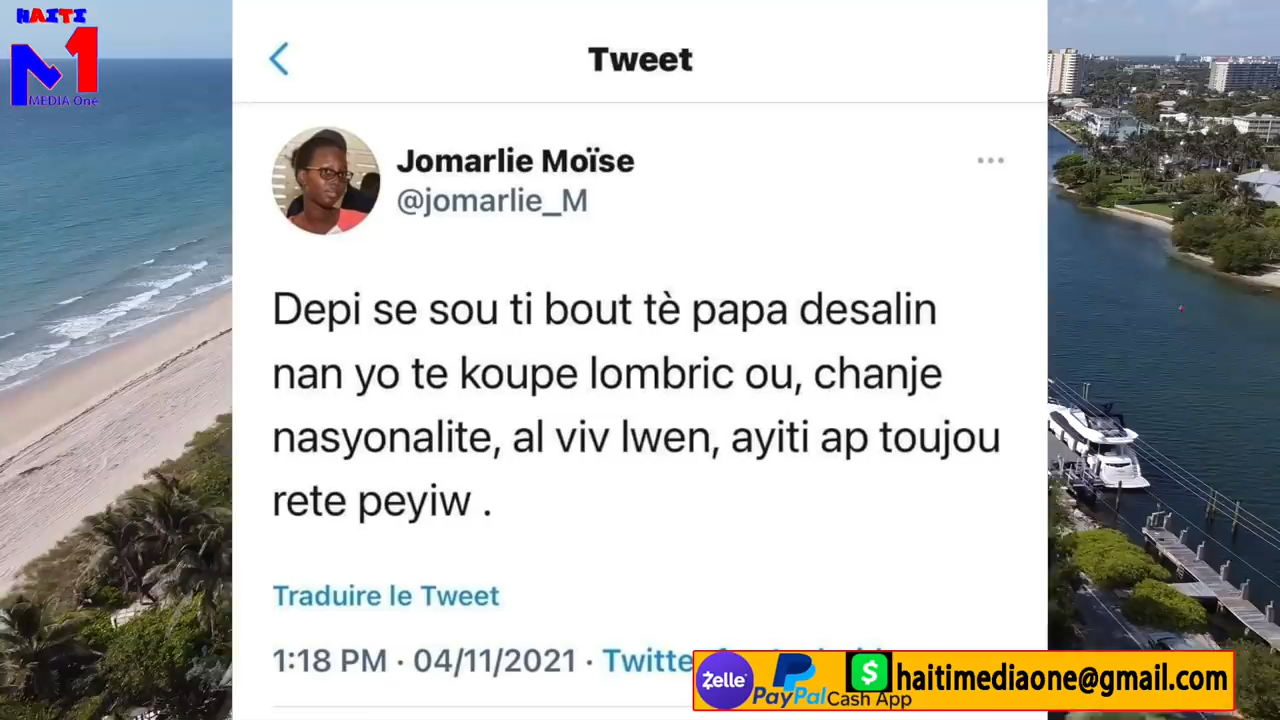 HAITI
M1
MEDIA One
Tweet
Jomarlie Moïse
@jomarlie_M
Depi se sou ti bout tè papa desalin
nan yo te koupe lombric ou, chanje
nasyonalite, al viv lwen, ayiti ap toujou
rete peyiw .
Traduire le Tweet
1:18 PM · 04/11/2021 · Twitte
Zelle
PayPal
$
Cash App
haitimediaone@gmail.com